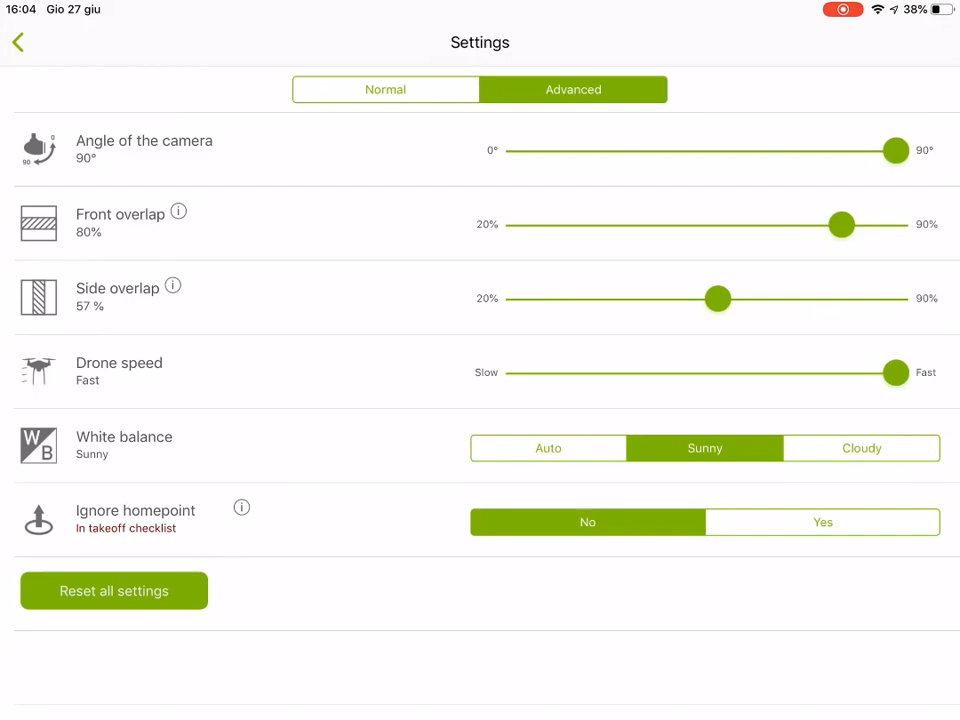 16:04 Gio 27 giu 38%
Settings
Normal Advanced
Angle of the camera
90°
0° 90°
90 0
Front overlap i
80%
20% 90%
Side overlap i
57 %
20% 90%
Drone speed
Fast
Slow Fast
W B
White balance
Sunny
Auto Sunny Cloudy
Ignore homepoint i
In takeoff checklist
No Yes
Reset all settings